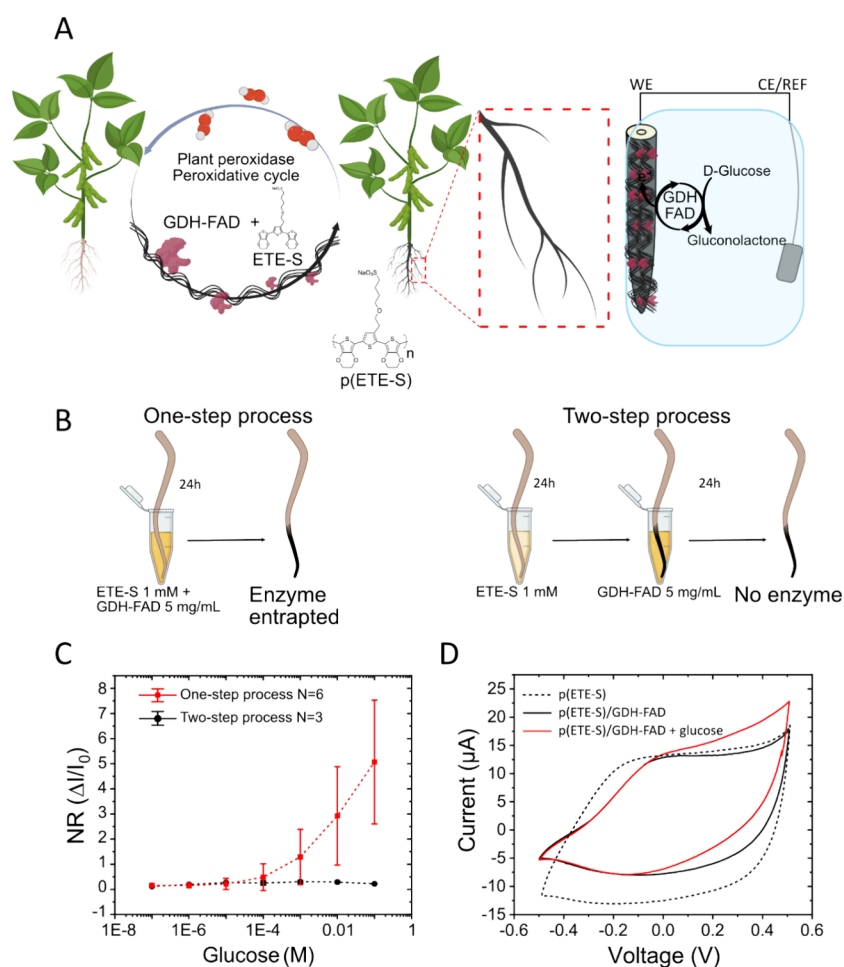 A
Plant peroxidase
Peroxidative cycle
GDH-FAD +
ETE-S
NaO₃S
O
S
O
n
p(ETE-S)
WE
CE/REF
D-Glucose
GDH
FAD
Gluconolactone
B
One-step process
24h
ETE-S 1 mM +
GDH-FAD 5 mg/mL
Enzyme
entrapted
Two-step process
24h
24h
ETE-S 1 mM
GDH-FAD 5 mg/mL
No enzyme
C
One-step process N=6
Two-step process N=3
NR (ΔI/I₀)
8
7
6
5
4
3
2
1
0
-1
1E-8
1E-6
1E-4
0.01
1
Glucose (M)
D
p(ETE-S)
p(ETE-S)/GDH-FAD
p(ETE-S)/GDH-FAD + glucose
Current (µA)
25
20
15
10
5
0
-5
-10
-15
-0.6
-0.4
-0.2
0.0
0.2
0.4
0.6
Voltage (V)